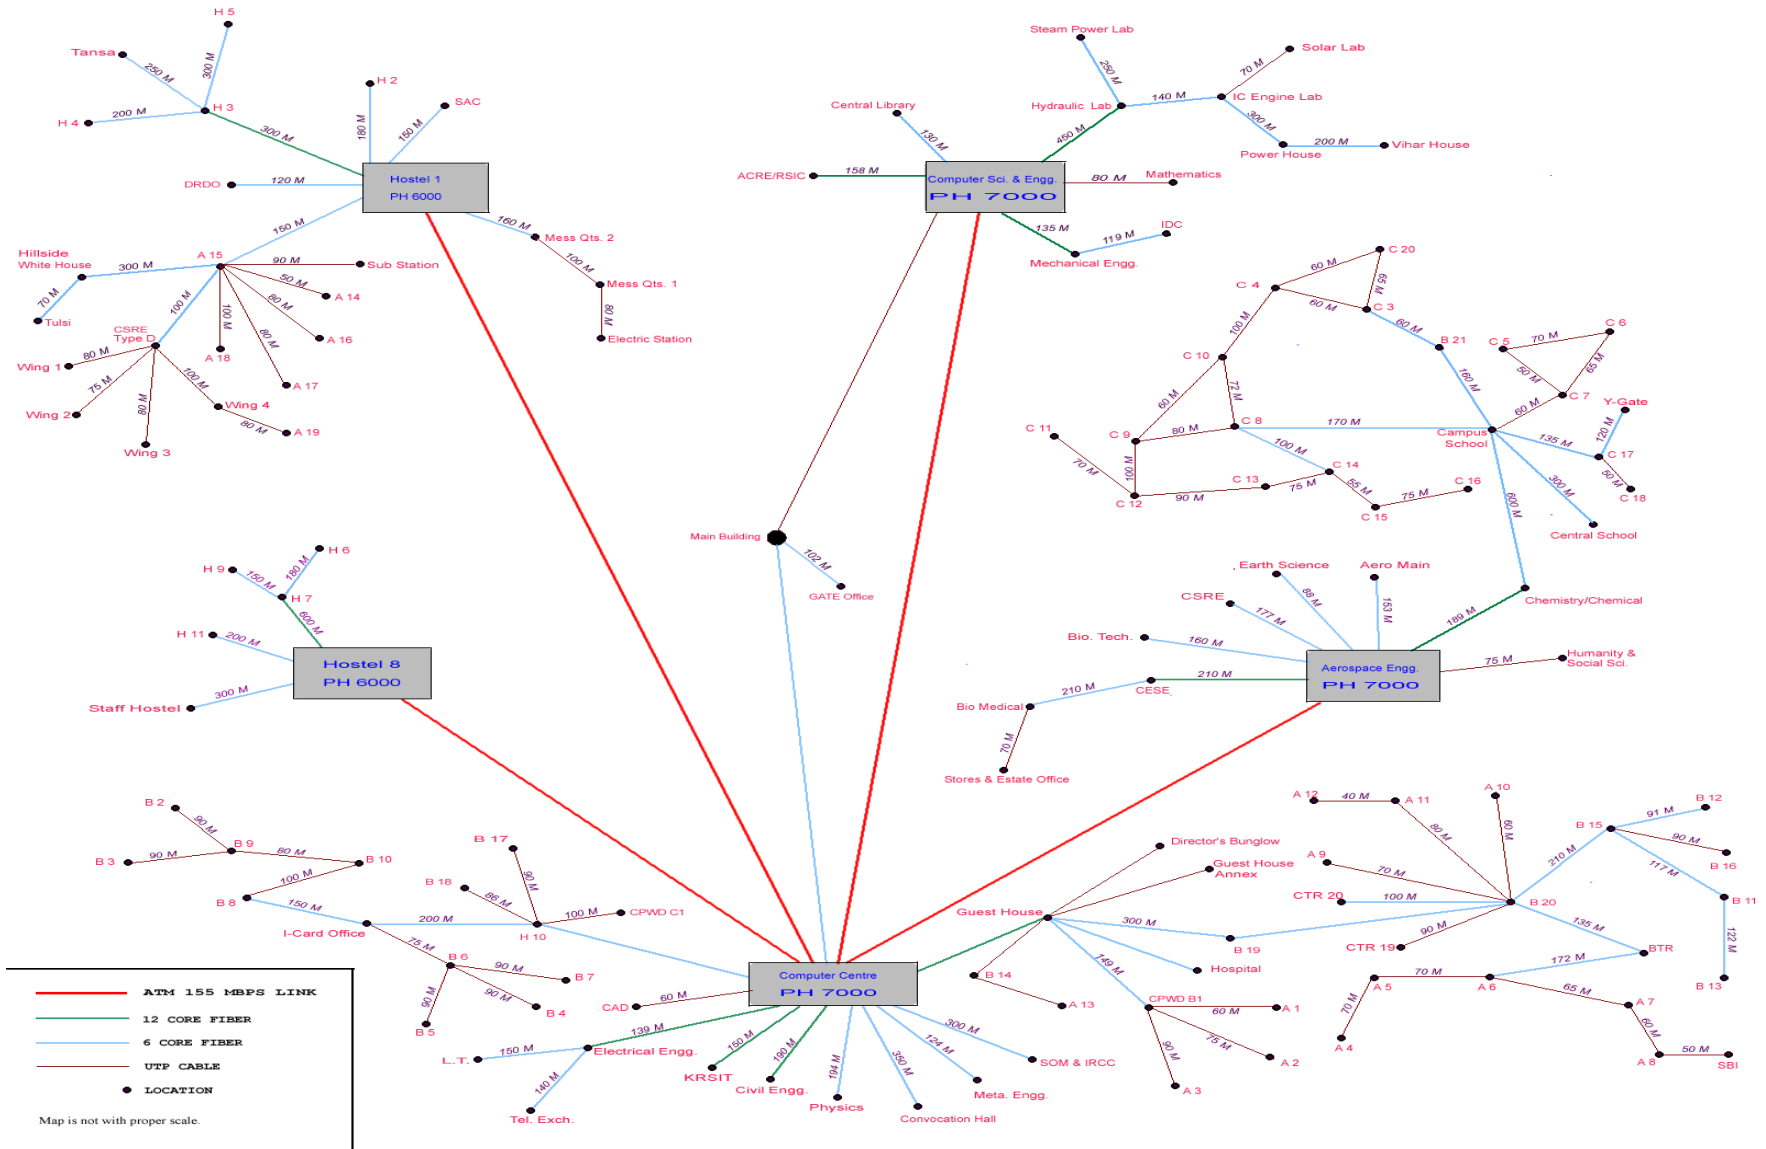 H 5
Tansa
250 M
300 M
H 2
SAC
200 M
H 3
H 4
300 M
180 M
150 M
DRDO
120 M
Hostel 1
PH 6000
150 M
160 M
Mess Qts. 2
Hillside
White House
A 15
300 M
90 M
Sub Station
50 M
A 14
100 M
Mess Qts. 1
70 M
100 M
80 M
100 M
80 M
Tulsi
CSRE
Type D
A 16
80 M
Electric Station
A 18
80 M
Wing 1
75 M
100 M
A 17
80 M
Wing 2
Wing 4
80 M
A 19
Wing 3
Steam Power Lab
Solar Lab
250 M
70 M
Central Library
Hydraulic Lab
140 M
IC Engine Lab
130 M
450 M
300 M
200 M
Power House
Vihar House
ACRE/RSIC
158 M
Computer Sci. & Engg.
PH 7000
80 M
Mathematics
135 M
119 M
IDC
Mechanical Engg.
C 20
60 M
65 M
C 4
60 M
C 3
60 M
B 21
100 M
C 6
70 M
C 5
65 M
50 M
C 10
160 M
72 M
C 7
60 M
60 M
Y-Gate
C 8
170 M
Campus
School
120 M
C 11
C 9
80 M
100 M
135 M
C 17
70 M
100 M
C 14
50 M
C 13
75 M
55 M
C 16
C 18
90 M
75 M
C 12
C 15
600 M
300 M
Central School
Main Building
102 M
GATE Office
H 6
H 9
150 M
180 M
H 7
600 M
H 11
200 M
Hostel 8
PH 6000
300 M
Staff Hostel
Earth Science
Aero Main
CSRE
88 M
153 M
Chemistry/Chemical
177 M
189 M
Bio. Tech.
160 M
Aerospace Engg.
PH 7000
75 M
Humanity &
Social Sci.
210 M
CESE
210 M
Bio Medical
70 M
Stores & Estate Office
B 2
90 M
B 9
B 3
90 M
80 M
B 10
100 M
B 8
150 M
B 17
B 18
90 M
86 M
100 M
CPWD C1
200 M
I-Card Office
H 10
75 M
B 6
90 M
B 7
90 M
90 M
B 4
B 5
Director's Bunglow
Guest House
Annex
Guest House
300 M
B 19
149 M
Hospital
B 14
A 13
CPWD B1
60 M
A 1
75 M
90 M
A 2
A 3
A 12
40 M
A 11
A 10
80 M
60 M
A 9
70 M
CTR 20
100 M
B 20
90 M
CTR 19
210 M
B 15
91 M
B 12
90 M
B 16
117 M
B 11
122 M
B 13
135 M
BTR
172 M
70 M
A 5
A 6
70 M
A 4
65 M
A 7
60 M
A 8
50 M
SBI
Computer Centre
PH 7000
CAD
60 M
139 M
Electrical Engg.
150 M
L.T.
140 M
Tel. Exch.
150 M
KRSIT
190 M
Civil Engg.
194 M
Physics
350 M
Convocation Hall
124 M
Meta. Engg.
300 M
SOM & IRCC
ATM 155 MBPS LINK
12 CORE FIBER
6 CORE FIBER
UTP CABLE
LOCATION
Map is not with proper scale.